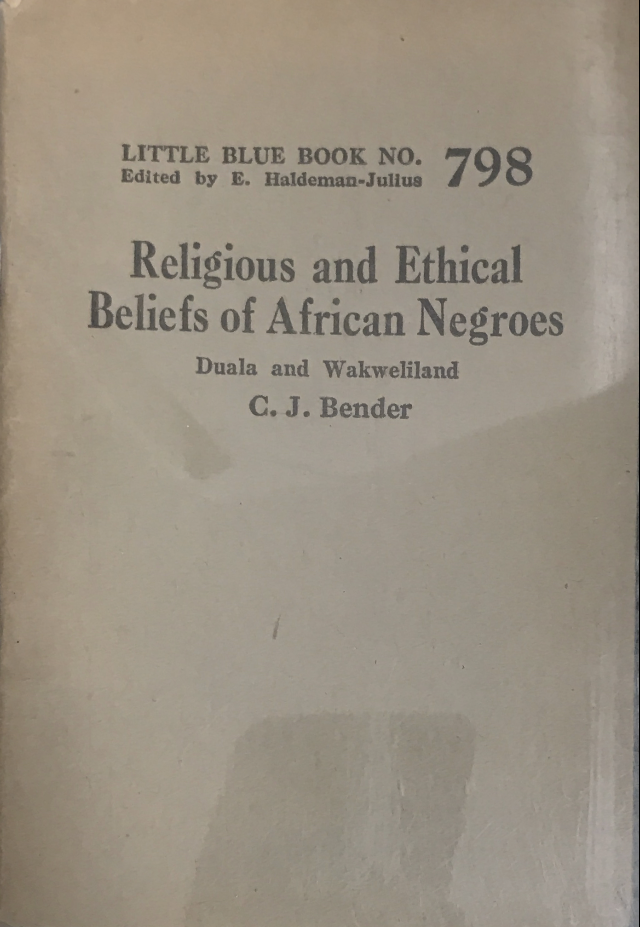 LITTLE BLUE BOOK NO. 798
Edited by E. Haldeman-Julius
Religious and Ethical
Beliefs of African Negroes
Duala and Wakweliland
C. J. Bender